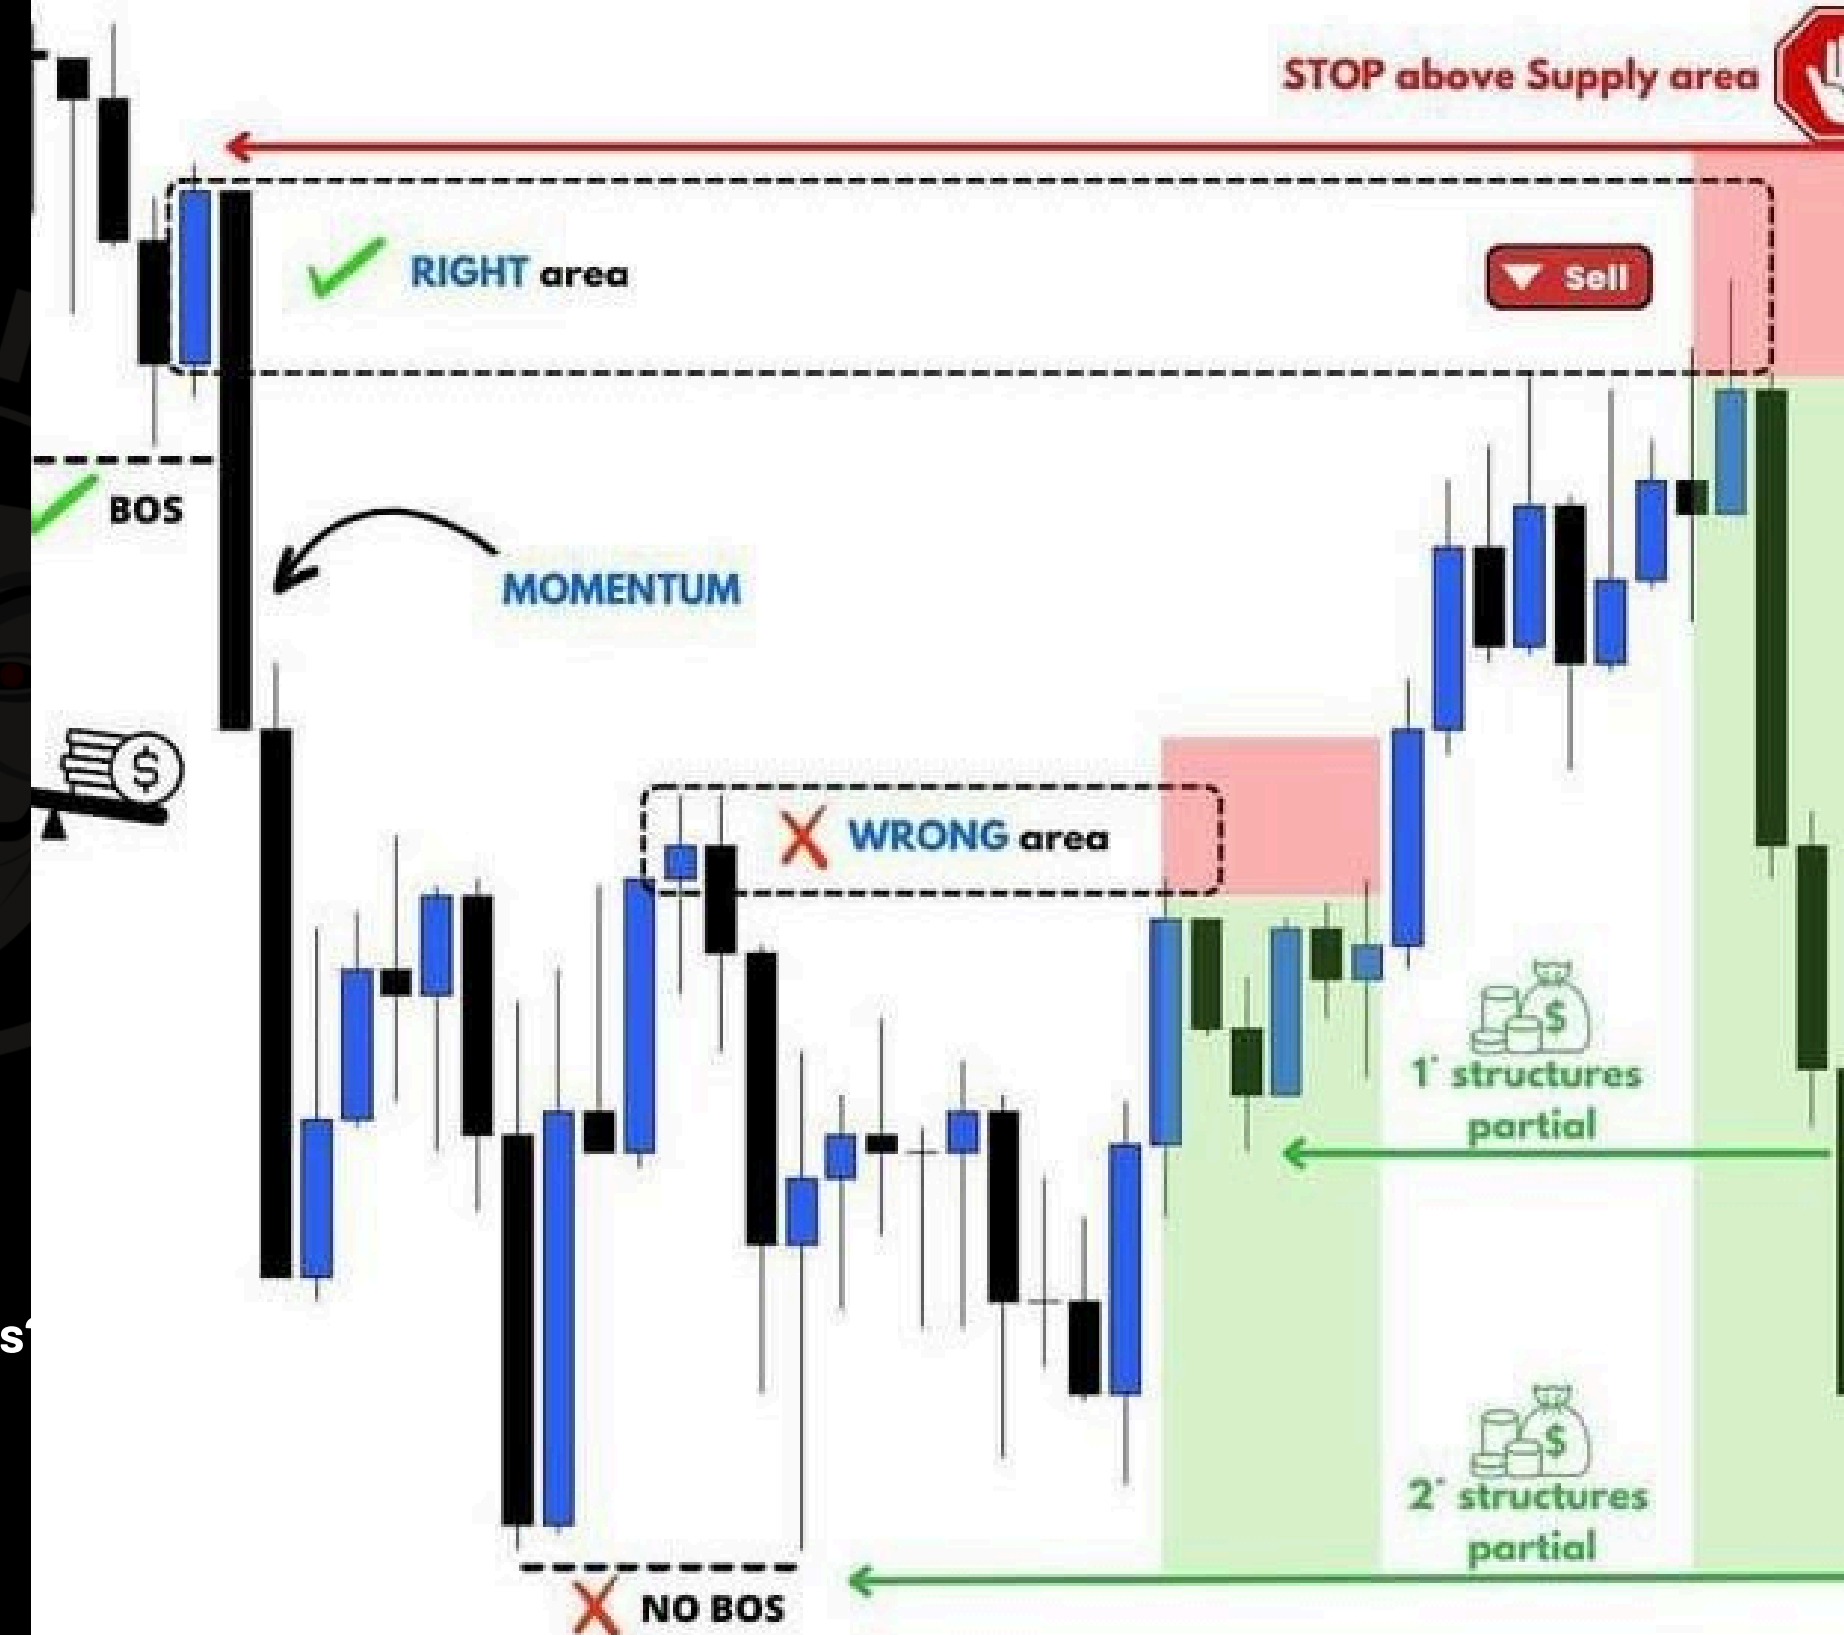 STOP above Supply area
RIGHT area
Sell
BOS
MOMENTUM
$
WRONG area
$
1° structures
partial
s?
$
2° structures
partial
NO BOS